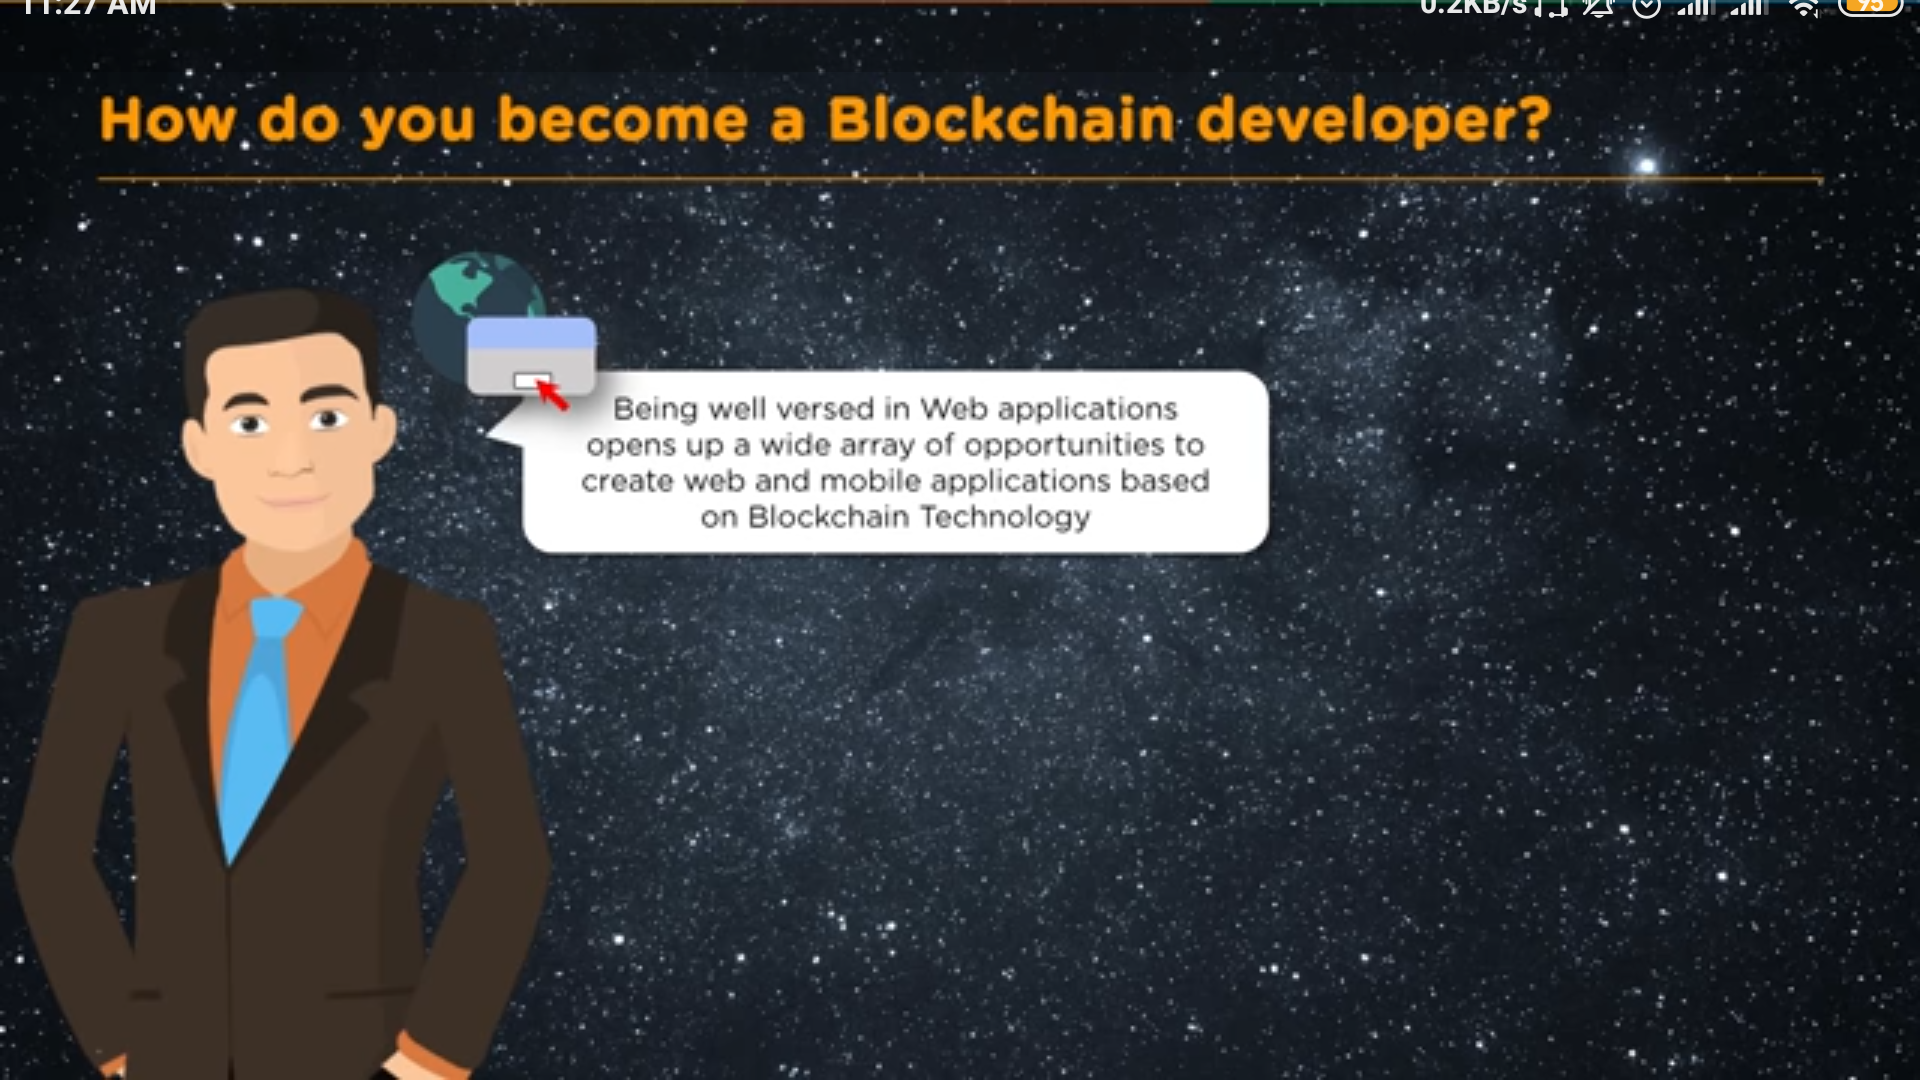 11:27 AM
0.2KB/s
95
How do you become a Blockchain developer?
Being well versed in Web applications
opens up a wide array of opportunities to
create web and mobile applications based
on Blockchain Technology